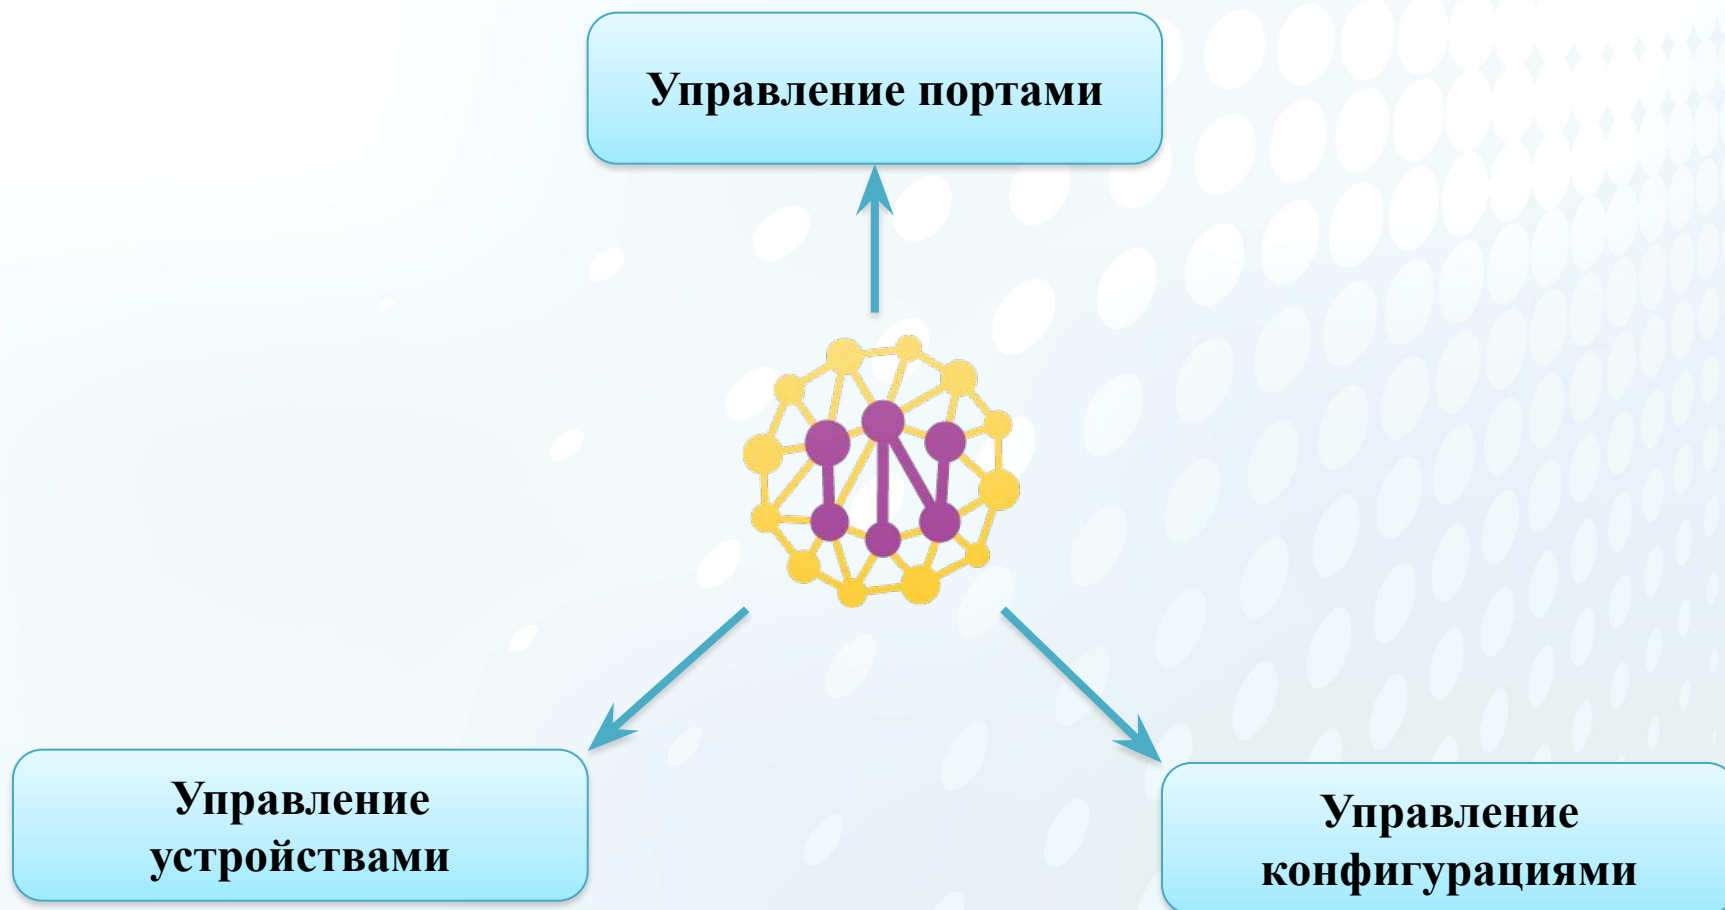 Управление портами
Управление
устройствами
Управление
конфигурациями